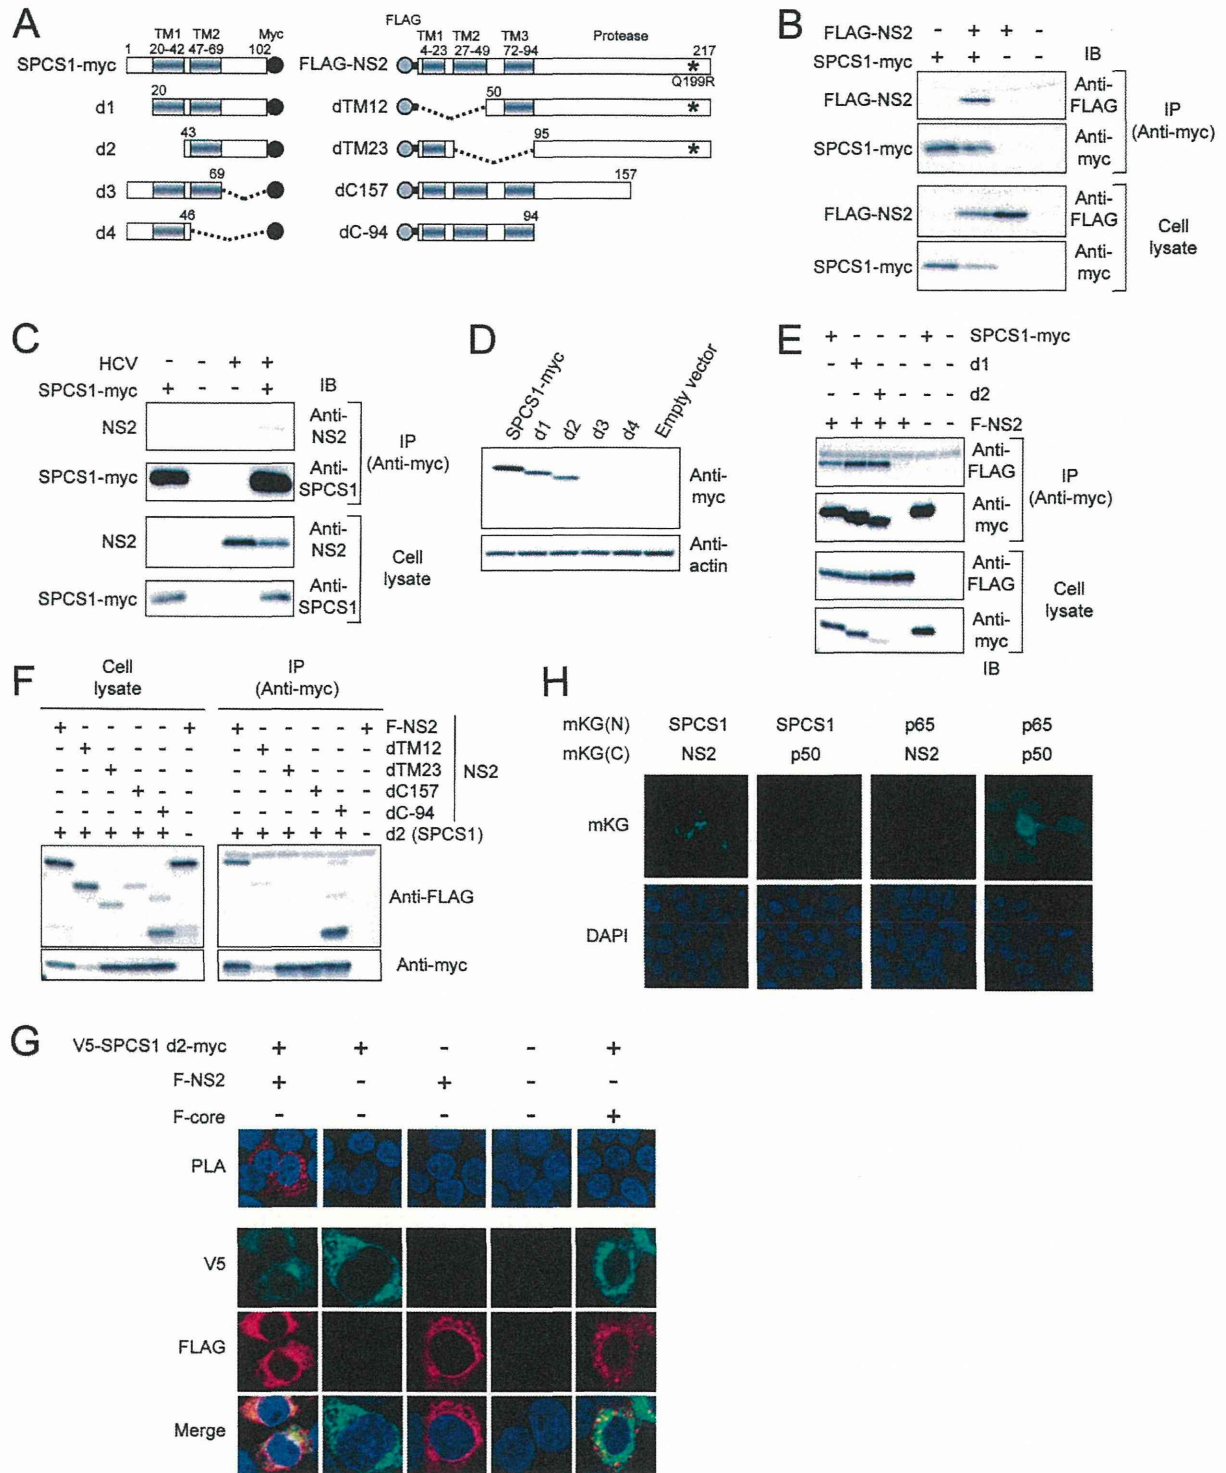 A
TM1 TM2 Myc
1 20-42 47-69 102
SPCS1-myc
20
d1
43
d2
69
d3
46
d4
FLAG
TM1 TM2 TM3 Protease
4-23 27-49 72-94 217
FLAG-NS2 *
Q199R
50
dTM12 *
95
dTM23 *
157
dC157
94
dC-94
B
FLAG-NS2 - + + -
SPCS1-myc + + - - IB
FLAG-NS2 Anti-FLAG
SPCS1-myc Anti-myc
IP (Anti-myc)
FLAG-NS2 Anti-FLAG
SPCS1-myc Anti-myc
Cell lysate
C
HCV - - + +
SPCS1-myc + - - + IB
NS2 Anti-NS2
SPCS1-myc Anti-SPCS1
IP (Anti-myc)
NS2 Anti-NS2
SPCS1-myc Anti-SPCS1
Cell lysate
D
SPCS1-myc d1 d2 d3 d4 Empty vector
Anti-myc
Anti-actin
E
+ - - - + - SPCS1-myc
- + - - - - d1
- - + - - - d2
+ + + + - - F-NS2
Anti-FLAG
Anti-myc
IP (Anti-myc)
Anti-FLAG
Anti-myc
Cell lysate
IB
F
Cell lysate
IP (Anti-myc)
+ - - - - + + - - - - + F-NS2
- + - - - - - + - - - - dTM12
- - + - - - - - + - - - dTM23
- - - + - - - - - + - - dC157
- - - - + - - - - - + - dC-94
NS2
+ + + + + - + + + + + - d2 (SPCS1)
Anti-FLAG
Anti-myc
H
mKG(N) SPCS1 SPCS1 p65 p65
mKG(C) NS2 p50 NS2 p50
mKG
DAPI
G
V5-SPCS1 d2-myc + + - - +
F-NS2 + - + - -
F-core - - - - +
PLA
V5
FLAG
Merge